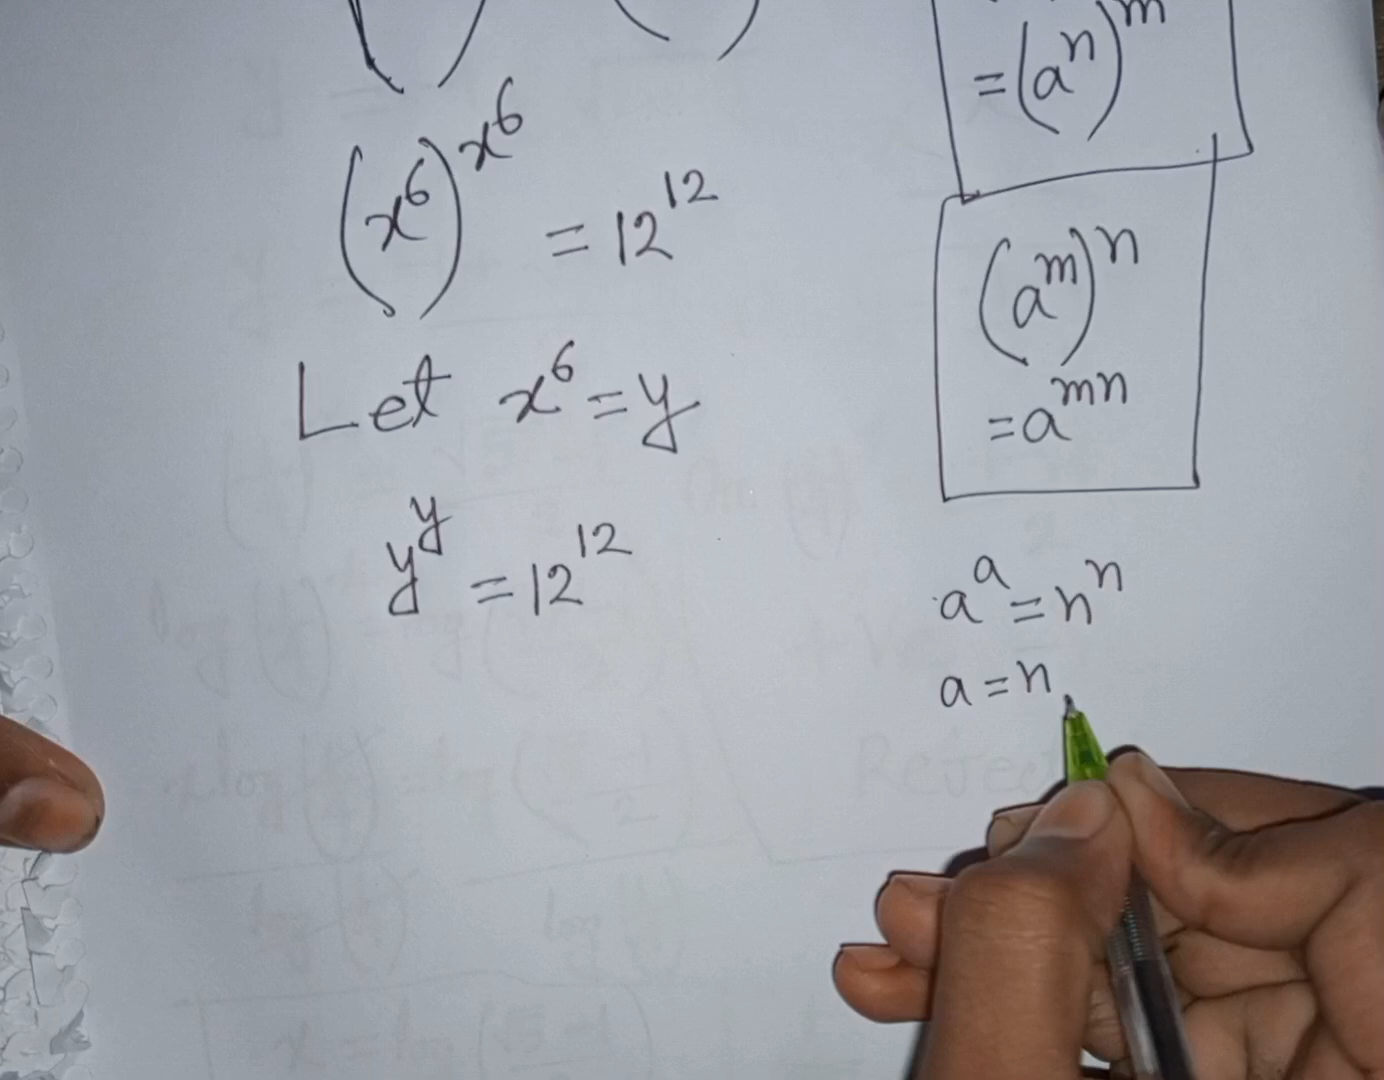 (x^6)^x^6 = 12^12
Let x^6 = y
y^y = 12^12
= (a^n)^m
(a^m)^n
= a^mn
a^a = n^n
a = n